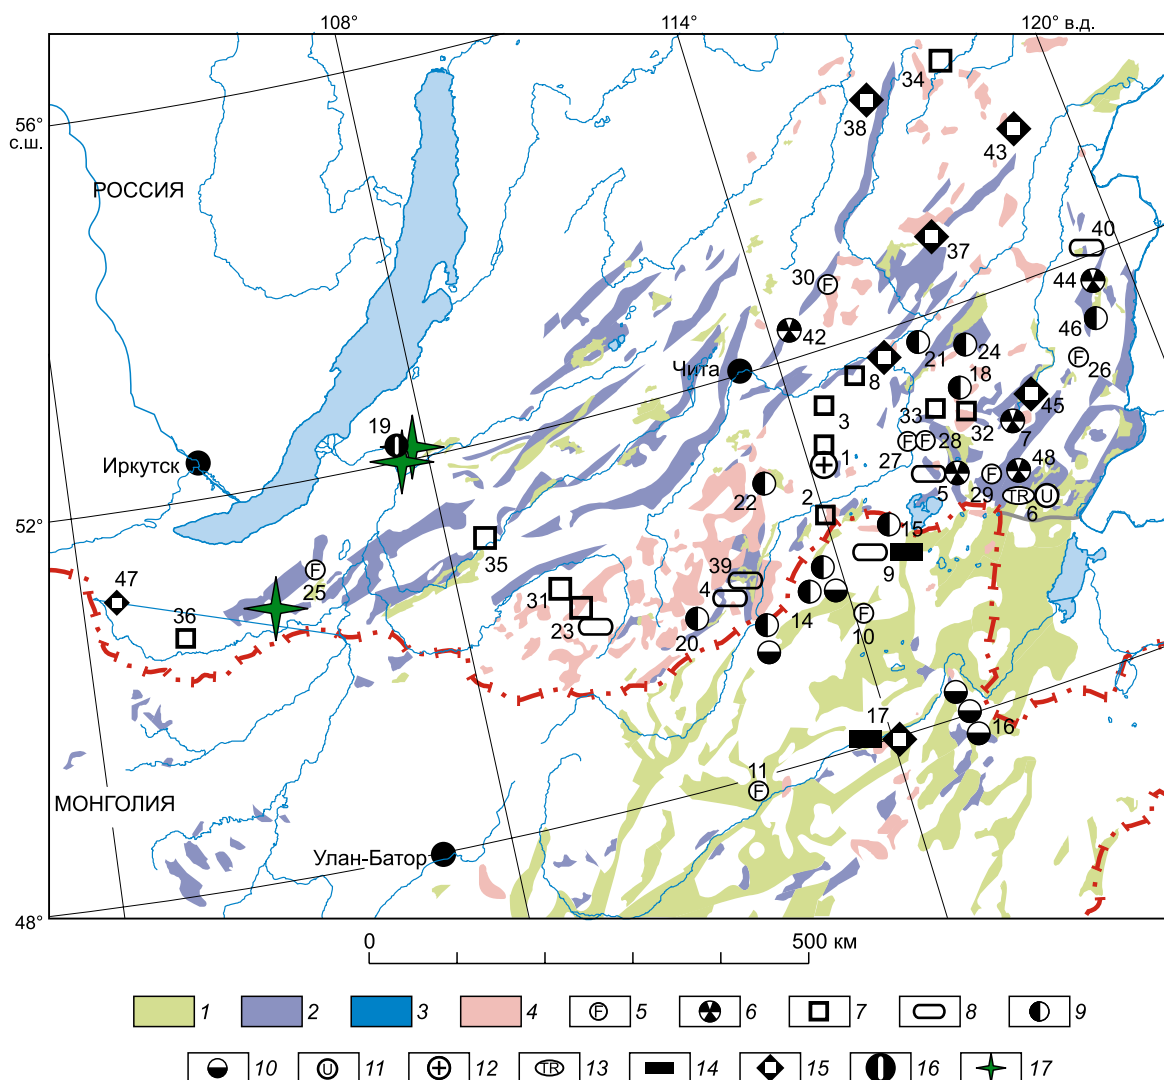 108° 114° 120° в.д.
34
38
43
56°
с.ш.
РОССИЯ
40
37
44
30 F
46
42
21 24
F 26
Чита
8
18
3
33 32 45
19
7
F F 28
Иркутск
1
27
48
5 F 29 TR U
6
22
2
15
52°
35
9
F
25
39
47
31
4
14
36
23
20
F
10
17
16
11
F
МОНГОЛИЯ
Улан-Батор
48°
0 500 км
1 2 3 4 F 5 6 7 8 9
10 U 11 12 TR 13 14 15 16 17